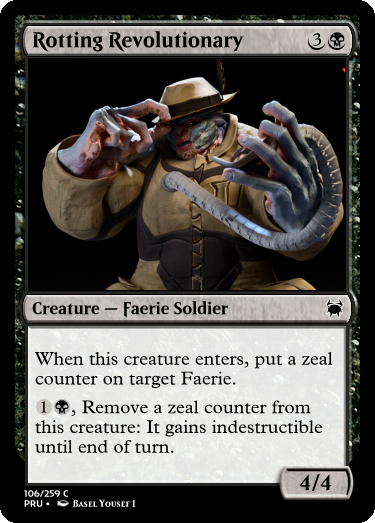 Rotting Revolutionary 3
Creature — Faerie Soldier
When this creature enters, put a zeal
counter on target Faerie.
1, Remove a zeal counter from
this creature: It gains indestructible
until end of turn.
4/4
106/259 C
PRU • Basel Yousef 1